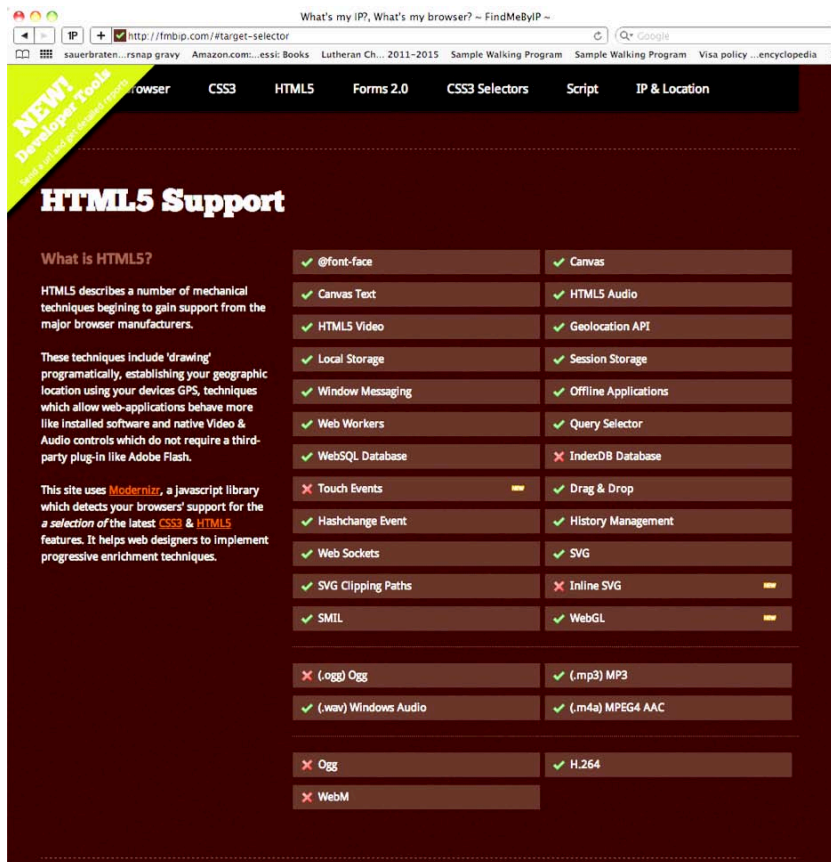 What's my IP?, What's my browser? ~ FindMeByIP ~
1P + http://fmbip.com/#target-selector Google
sauerbraten...rsnap gravy Amazon.com:...essi: Books Lutheran Ch... 2011-2015 Sample Walking Program Sample Walking Program Visa policy ...encyclopedia
NEW!
Developer Tools
Send a url and get detailed reports
rowser CSS3 HTML5 Forms 2.0 CSS3 Selectors Script IP & Location
HTML5 Support
What is HTML5?
HTML5 describes a number of mechanical
techniques begining to gain support from the
major browser manufacturers.
These techniques include 'drawing'
programatically, establishing your geographic
location using your devices GPS, techniques
which allow web-applications behave more
like installed software and native Video &
Audio controls which do not require a third-
party plug-in like Adobe Flash.
This site uses Modernizr, a javascript library
which detects your browsers' support for the
a selection of the latest CSS3 & HTML5
features. It helps web designers to implement
progressive enrichment techniques.
@font-face Canvas
Canvas Text HTML5 Audio
HTML5 Video Geolocation API
Local Storage Session Storage
Window Messaging Offline Applications
Web Workers Query Selector
WebSQL Database IndexDB Database
Touch Events Drag & Drop
Hashchange Event History Management
Web Sockets SVG
SVG Clipping Paths Inline SVG
SMIL WebGL
(.ogg) Ogg (.mp3) MP3
(.wav) Windows Audio (.m4a) MPEG4 AAC
Ogg H.264
WebM